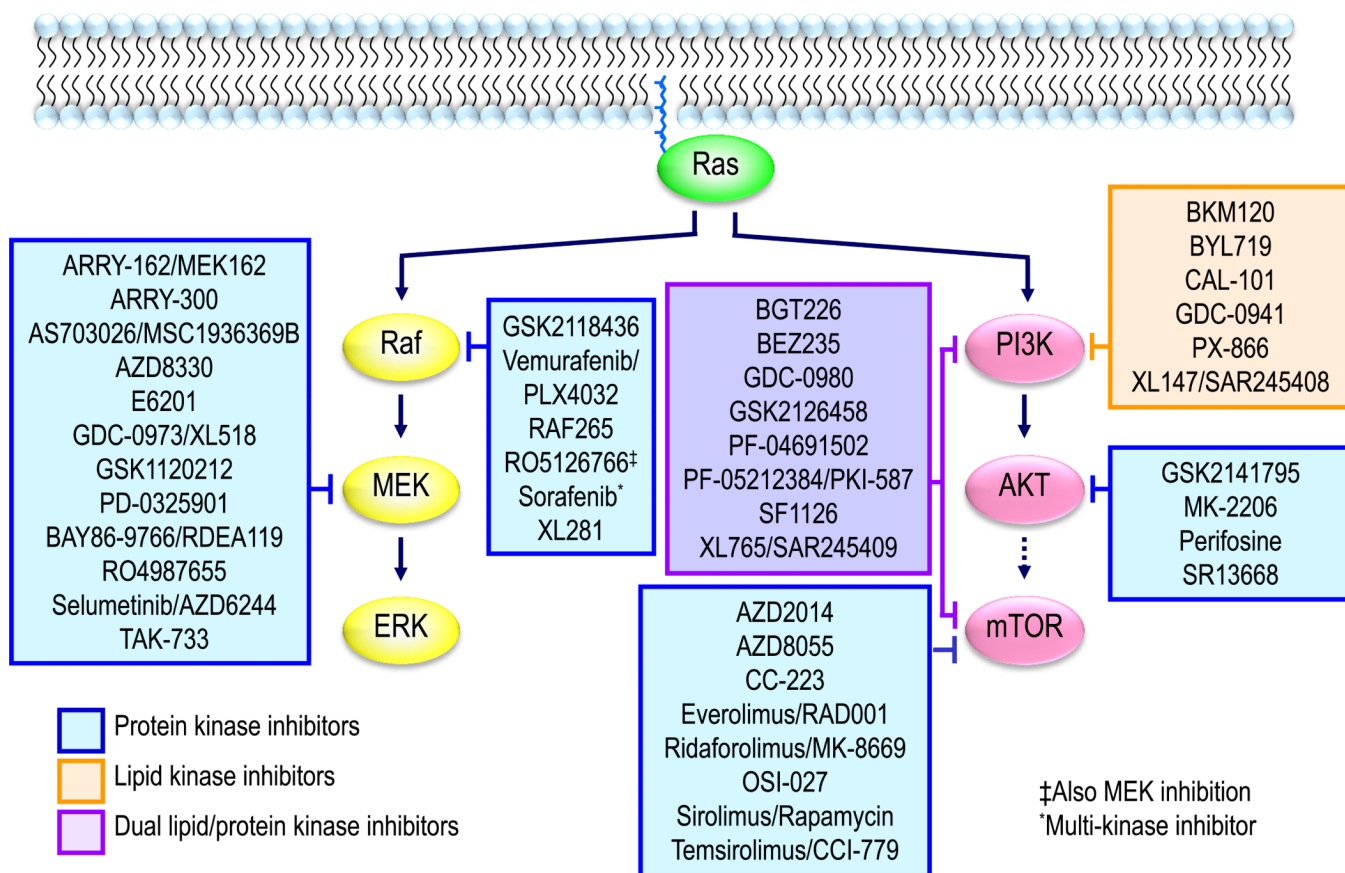 Ras
ARRY-162/MEK162
ARRY-300
AS703026/MSC1936369B
AZD8330
E6201
GDC-0973/XL518
GSK1120212
PD-0325901
BAY86-9766/RDEA119
RO4987655
Selumetinib/AZD6244
TAK-733
Raf
MEK
ERK
GSK2118436
Vemurafenib/
PLX4032
RAF265
RO5126766‡
Sorafenib*
XL281
BGT226
BEZ235
GDC-0980
GSK2126458
PF-04691502
PF-05212384/PKI-587
SF1126
XL765/SAR245409
PI3K
AKT
mTOR
BKM120
BYL719
CAL-101
GDC-0941
PX-866
XL147/SAR245408
GSK2141795
MK-2206
Perifosine
SR13668
AZD2014
AZD8055
CC-223
Everolimus/RAD001
Ridaforolimus/MK-8669
OSI-027
Sirolimus/Rapamycin
Temsirolimus/CCI-779
Protein kinase inhibitors
Lipid kinase inhibitors
Dual lipid/protein kinase inhibitors
‡Also MEK inhibition
*Multi-kinase inhibitor